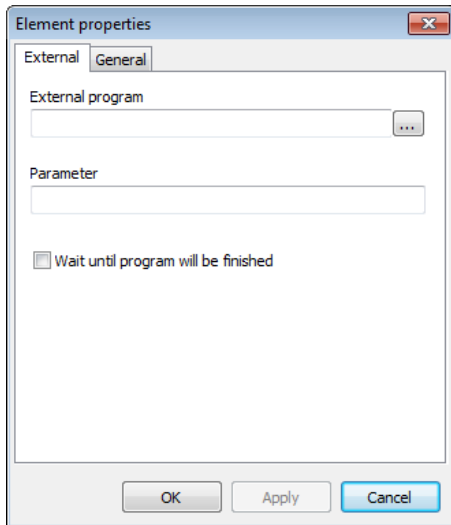 Element properties
External General
External program
...
Parameter
Wait until program will be finished
OK Apply Cancel